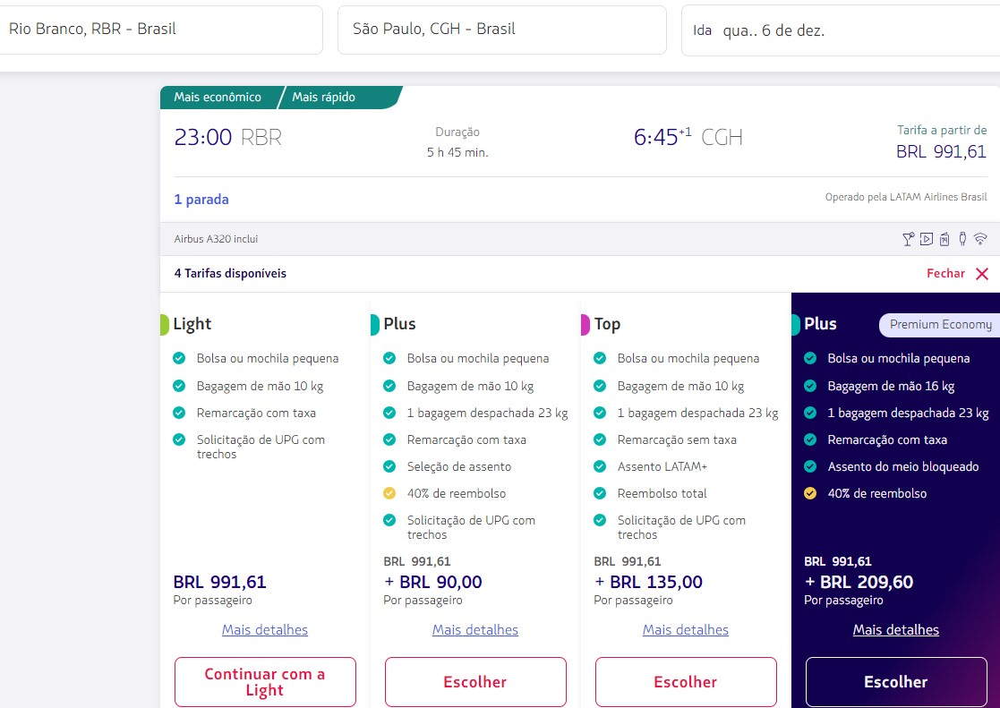 Rio Branco, RBR - Brasil
São Paulo, CGH - Brasil
Ida qua.. 6 de dez.
Mais econômico
Mais rápido
23:00 RBR
Duração
5 h 45 min.
6:45+1 CGH
Tarifa a partir de
BRL 991,61
1 parada
Operado pela LATAM Airlines Brasil
Airbus A320 inclui
4 Tarifas disponíveis
Fechar
Light
Bolsa ou mochila pequena
Bagagem de mão 10 kg
Remarcação com taxa
Solicitação de UPG com
trechos
BRL 991,61
Por passageiro
Mais detalhes
Continuar com a
Light
Plus
Bolsa ou mochila pequena
Bagagem de mão 10 kg
1 bagagem despachada 23 kg
Remarcação com taxa
Seleção de assento
40% de reembolso
Solicitação de UPG com
trechos
BRL 991,61
+ BRL 90,00
Por passageiro
Mais detalhes
Escolher
Top
Bolsa ou mochila pequena
Bagagem de mão 10 kg
1 bagagem despachada 23 kg
Remarcação sem taxa
Assento LATAM+
Reembolso total
Solicitação de UPG com
trechos
BRL 991,61
+ BRL 135,00
Por passageiro
Mais detalhes
Escolher
Plus
Premium Economy
Bolsa ou mochila pequena
Bagagem de mão 16 kg
1 bagagem despachada 23 kg
Remarcação com taxa
Assento do meio bloqueado
40% de reembolso
BRL 991,61
+ BRL 209,60
Por passageiro
Mais detalhes
Escolher